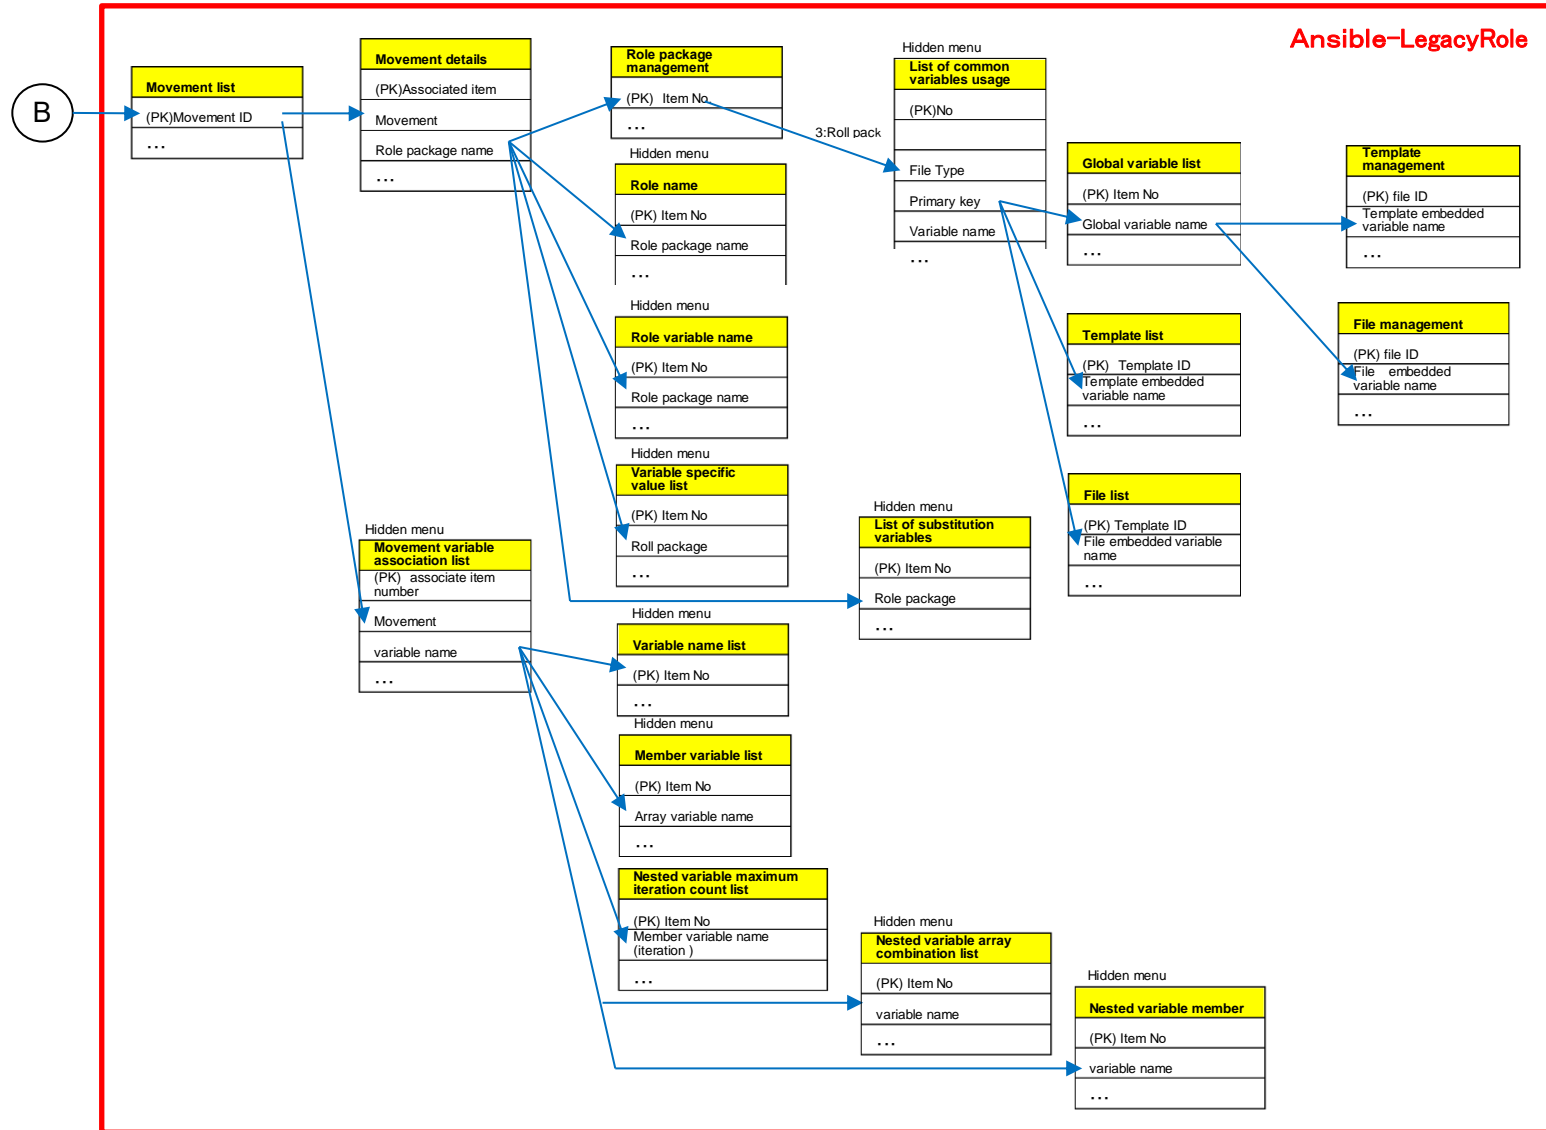 Ansible-LegacyRole
B
Movement list
(PK)Movement ID
...
Movement details
(PK)Associated item
Movement
Role package name
...
Role package
management
(PK) Item No
...
3:Roll pack
Hidden menu
List of common
variables usage
(PK)No
File Type
Primary key
Variable name
...
Global variable list
(PK) Item No
Global variable name
...
Template
management
(PK) file ID
Template embedded
variable name
...
Hidden menu
Role name
(PK) Item No
Role package name
...
Hidden menu
Role variable name
(PK) Item No
Role package name
...
Template list
(PK) Template ID
Template embedded
variable name
...
File management
(PK) file ID
File embedded
variable name
...
Hidden menu
Variable specific
value list
(PK) Item No
Roll package
...
File list
(PK) Template ID
File embedded variable
name
...
Hidden menu
List of substitution
variables
(PK) Item No
Role package
...
Hidden menu
Movement variable
association list
(PK) associate item
number
Movement
variable name
...
Hidden menu
Variable name list
(PK) Item No
...
Hidden menu
Member variable list
(PK) Item No
Array variable name
...
Nested variable maximum
iteration count list
(PK) Item No
Member variable name
(iteration )
...
Hidden menu
Nested variable array
combination list
(PK) Item No
variable name
...
Hidden menu
Nested variable member
(PK) Item No
variable name
...